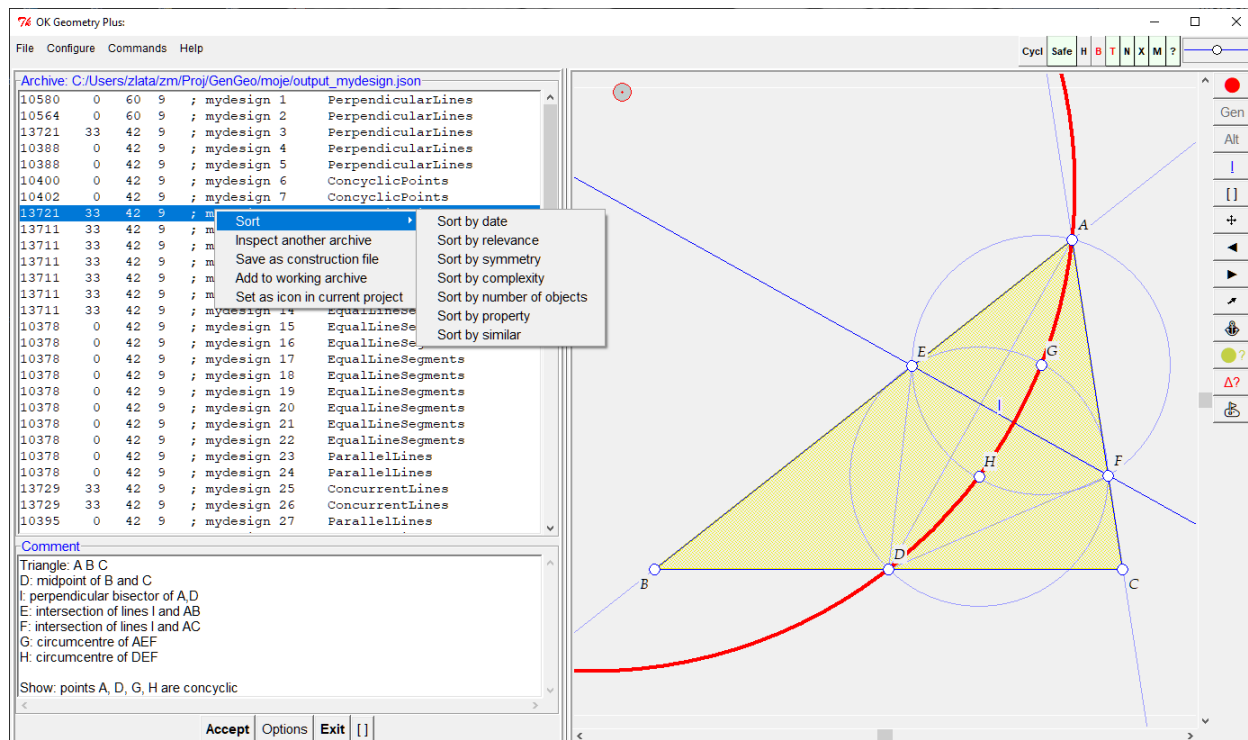 OK Geometry Plus:
File Configure Commands Help
Cycl Safe H B T N X M ?
Archive: C:/Users/zlata/zm/Proj/GenGeo/moje/output_mydesign.json
10580 0 60 9 ; mydesign 1 PerpendicularLines
10564 0 60 9 ; mydesign 2 PerpendicularLines
13721 33 42 9 ; mydesign 3 PerpendicularLines
10388 0 42 9 ; mydesign 4 PerpendicularLines
10388 0 42 9 ; mydesign 5 PerpendicularLines
10400 0 42 9 ; mydesign 6 ConcyclicPoints
10402 0 42 9 ; mydesign 7 ConcyclicPoints
13721 33 42 9 ; m
13711 33 42 9 ; m
13711 33 42 9 ; m
13711 33 42 9 ; m
13711 33 42 9 ; m
13711 33 42 9 ; m
13711 33 42 9 ; mydesign 14 EqualLineSegments
10378 0 42 9 ; mydesign 15 EqualLineSegments
10378 0 42 9 ; mydesign 16 EqualLineSeg
10378 0 42 9 ; mydesign 17 EqualLineSegments
10378 0 42 9 ; mydesign 18 EqualLineSegments
10378 0 42 9 ; mydesign 19 EqualLineSegments
10378 0 42 9 ; mydesign 20 EqualLineSegments
10378 0 42 9 ; mydesign 21 EqualLineSegments
10378 0 42 9 ; mydesign 22 EqualLineSegments
10378 0 42 9 ; mydesign 23 ParallelLines
10378 0 42 9 ; mydesign 24 ParallelLines
13729 33 42 9 ; mydesign 25 ConcurrentLines
13729 33 42 9 ; mydesign 26 ConcurrentLines
10395 0 42 9 ; mydesign 27 ParallelLines
Sort
Inspect another archive
Save as construction file
Add to working archive
Set as icon in current project
Sort by date
Sort by relevance
Sort by symmetry
Sort by complexity
Sort by number of objects
Sort by property
Sort by similar
Comment
Triangle: A B C
D: midpoint of B and C
l: perpendicular bisector of A,D
E: intersection of lines l and AB
F: intersection of lines l and AC
G: circumcentre of AEF
H: circumcentre of DEF
Show: points A, D, G, H are concyclic
Accept Options Exit [ ]
A
E
G
l
H
F
D
B
C
Gen
Alt
l
[ ]
?
Δ?